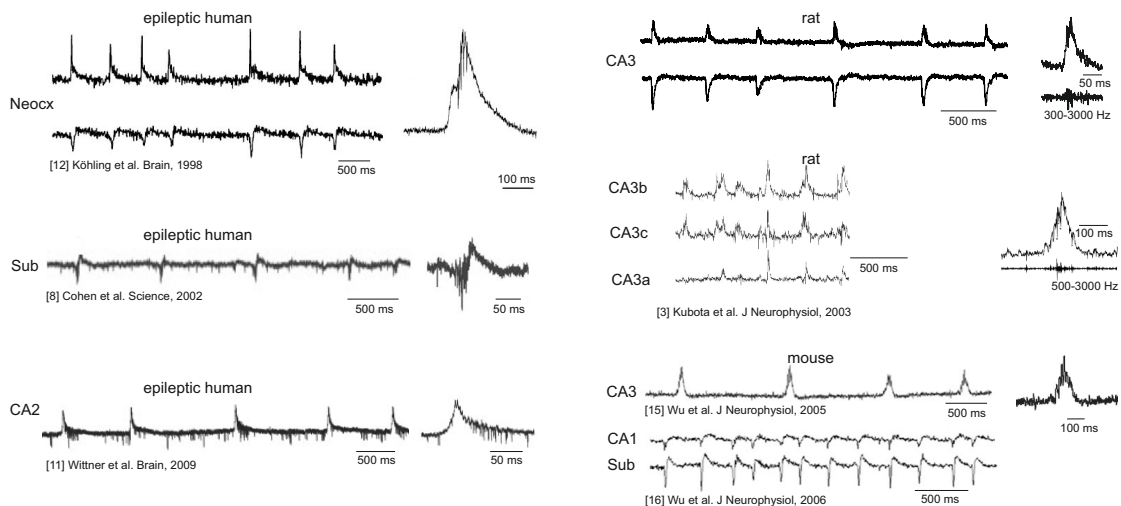 epileptic human
Neocx
[12] Köhling et al. Brain, 1998
500 ms
100 ms
epileptic human
Sub
[8] Cohen et al. Science, 2002
500 ms
50 ms
epileptic human
CA2
[11] Wittner et al. Brain, 2009
500 ms
50 ms
rat
CA3
500 ms
50 ms
300-3000 Hz
rat
CA3b
CA3c
CA3a
500 ms
100 ms
500-3000 Hz
[3] Kubota et al. J Neurophysiol, 2003
mouse
CA3
[15] Wu et al. J Neurophysiol, 2005
500 ms
100 ms
CA1
Sub
[16] Wu et al. J Neurophysiol, 2006
500 ms